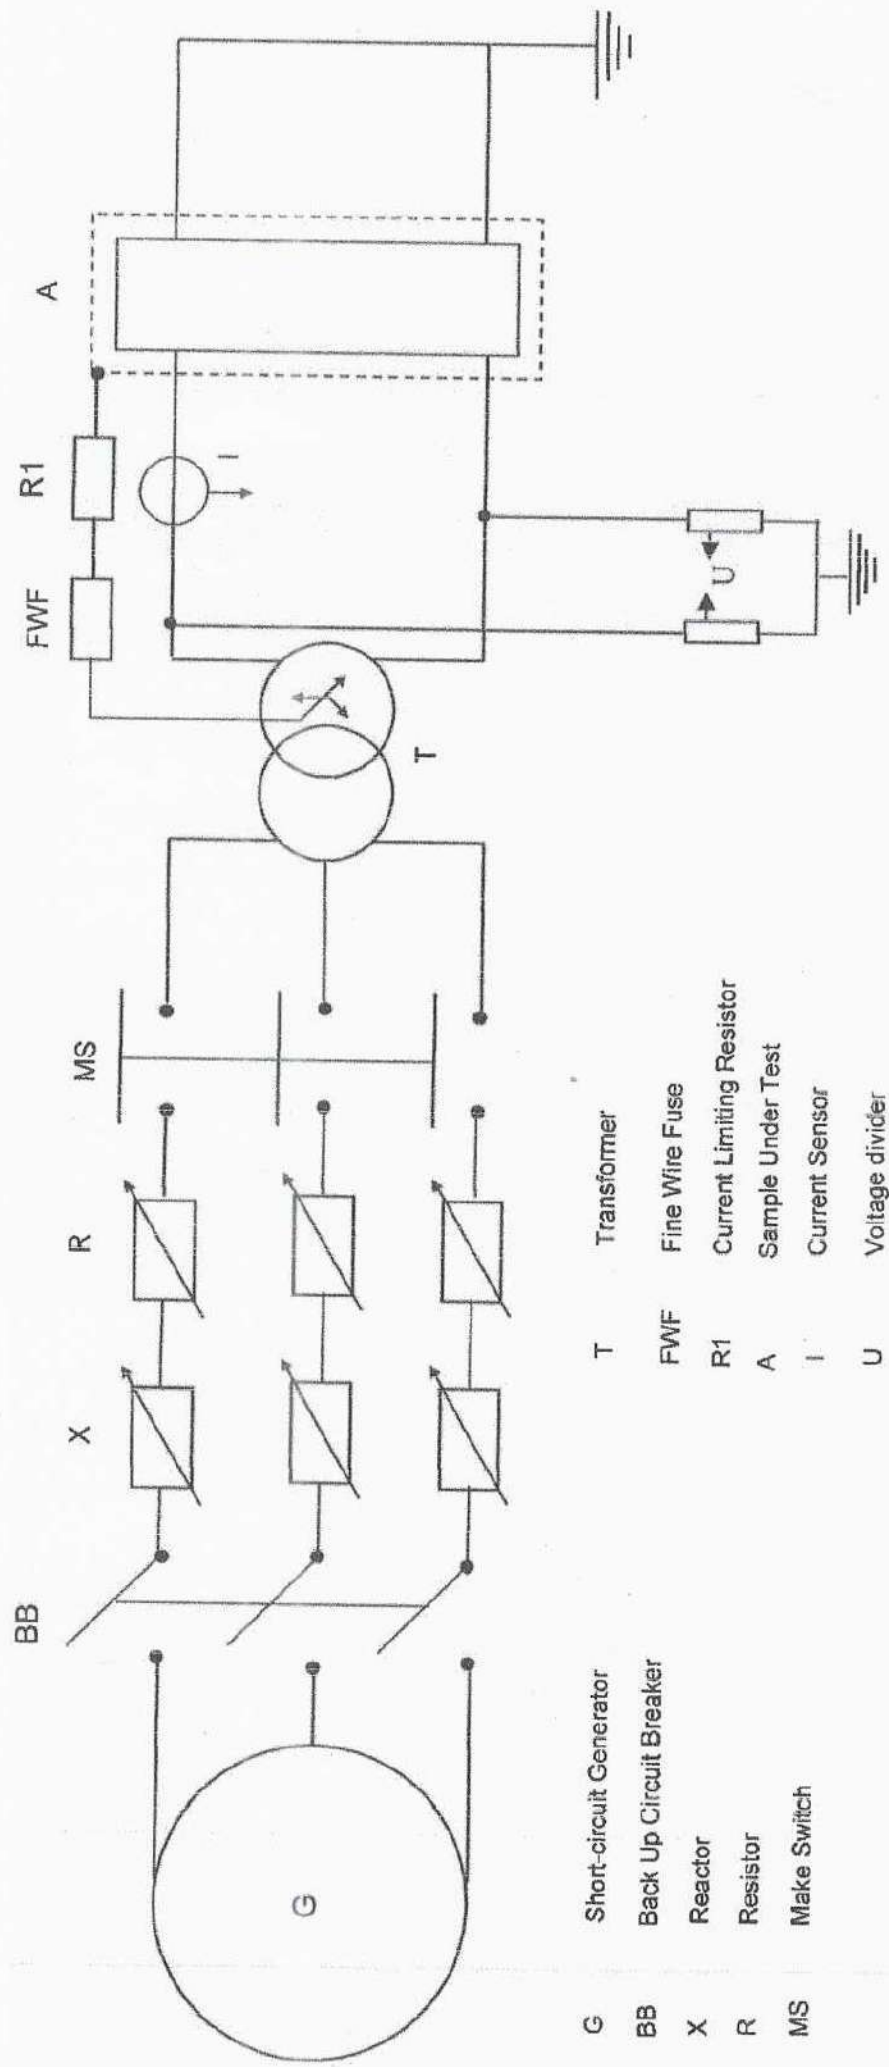 BB
X
R
MS
FWF
R1
A
I
G
T
U
G Short-circuit Generator
BB Back Up Circuit Breaker
X Reactor
R Resistor
MS Make Switch
T Transformer
FWF Fine Wire Fuse
R1 Current Limiting Resistor
A Sample Under Test
I Current Sensor
U Voltage divider